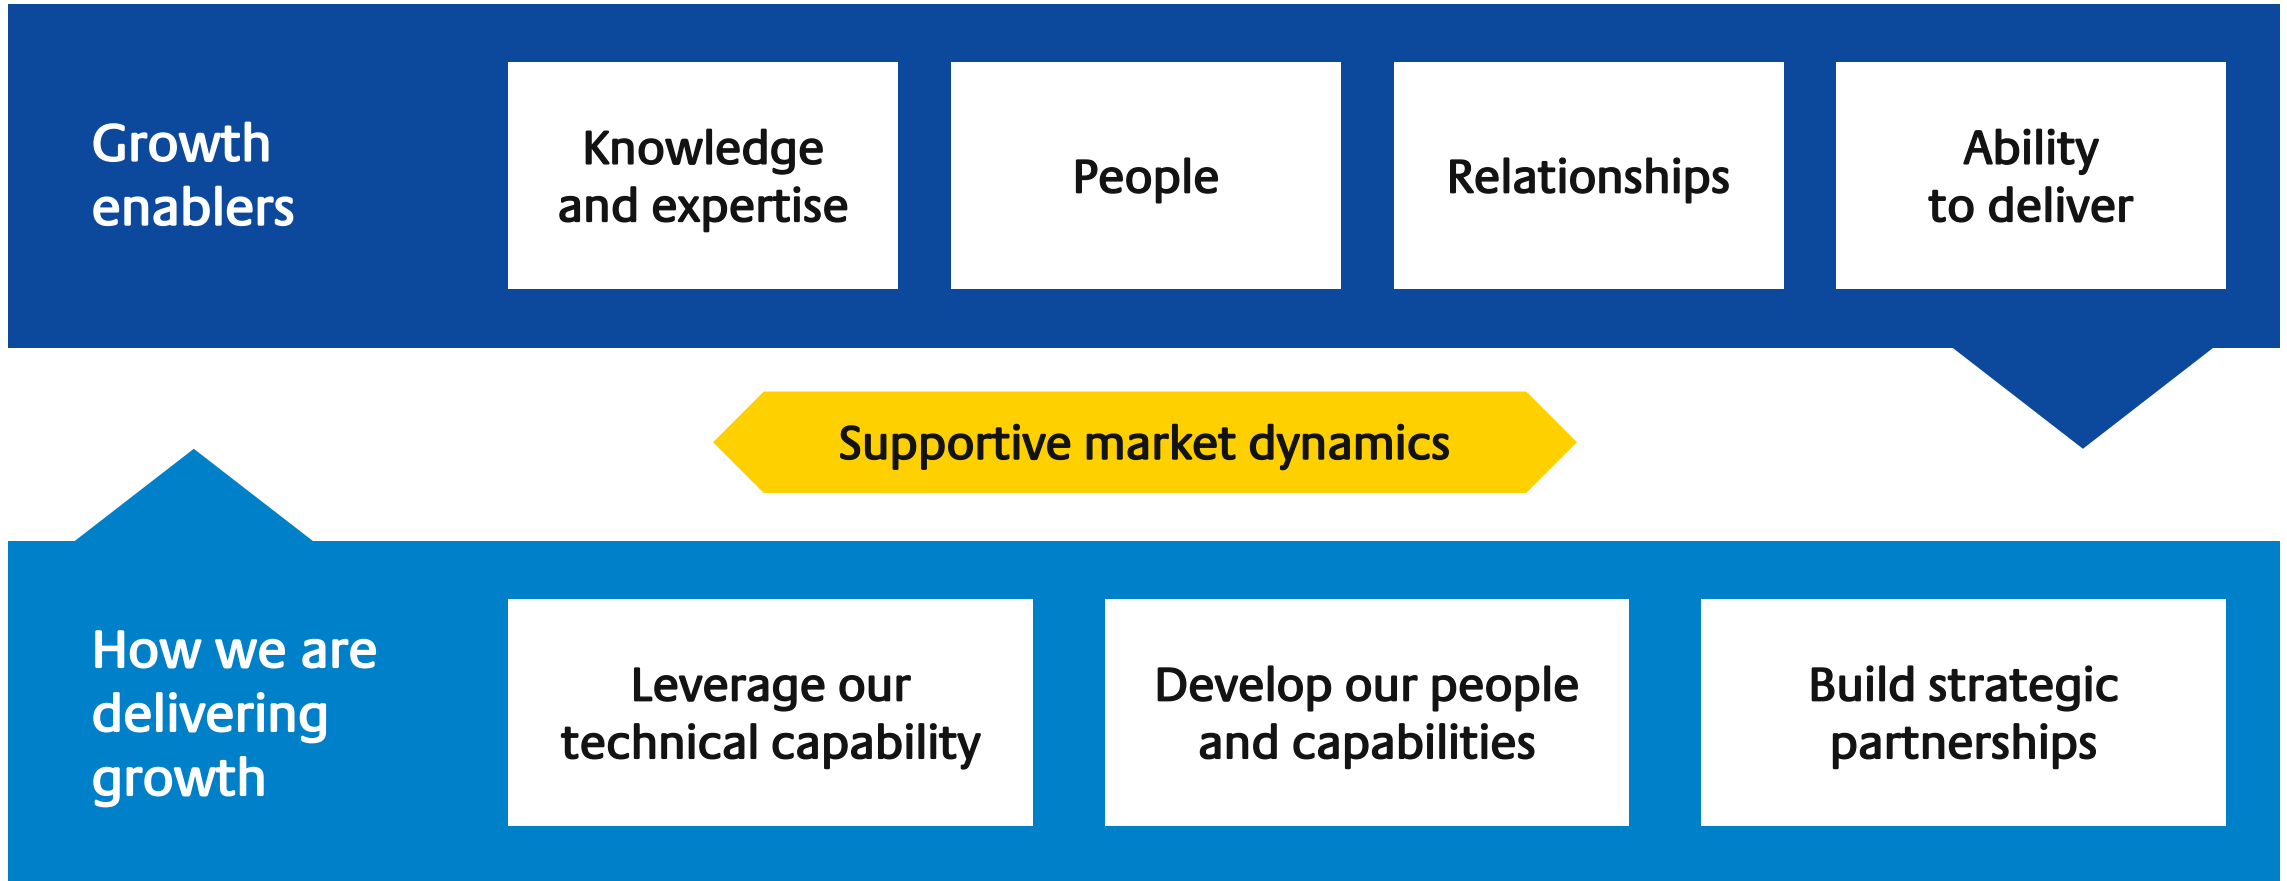 Growth
enablers
Knowledge
and expertise
People
Relationships
Ability
to deliver
Supportive market dynamics
How we are
delivering
growth
Leverage our
technical capability
Develop our people
and capabilities
Build strategic
partnerships